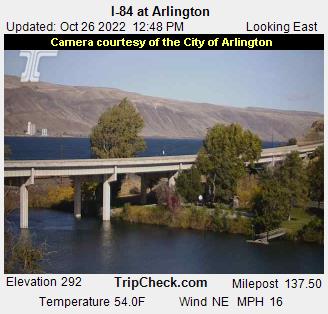 I-84 at Arlington
Updated: Oct 26 2022 12:48 PM Looking East
Camera courtesy of the City of Arlington
Elevation 292 TripCheck.com Milepost 137.50
Temperature 54.0F Wind NE MPH 16